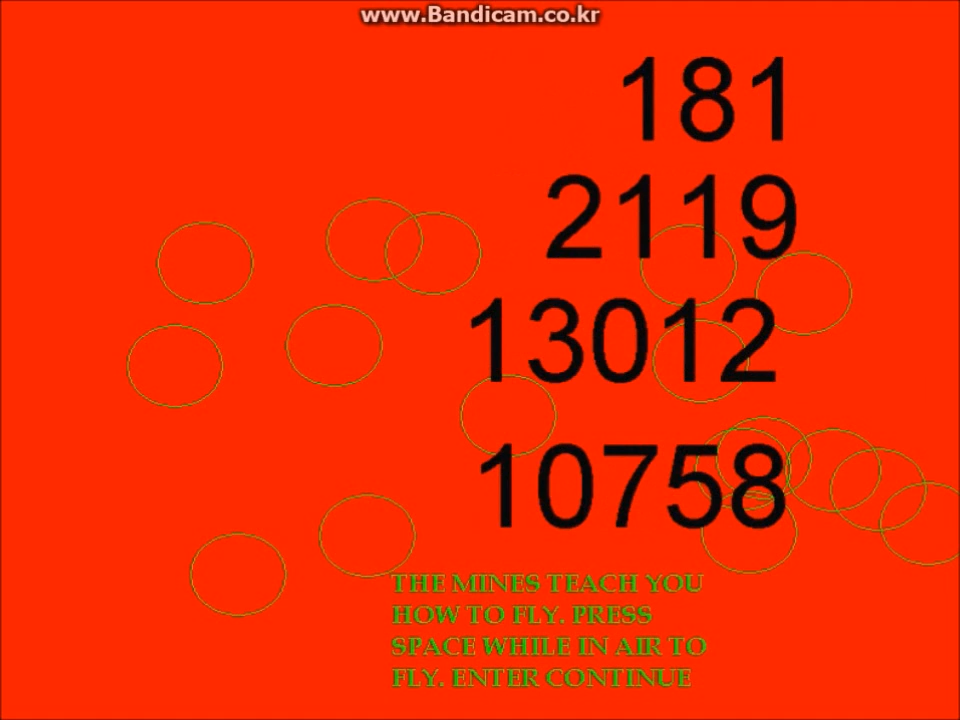 www.Bandicam.co.kr
181
2119
13012
10758
THE MINES TEACH YOU
HOW TO FLY. PRESS
SPACE WHILE IN AIR TO
FLY. ENTER CONTINUE